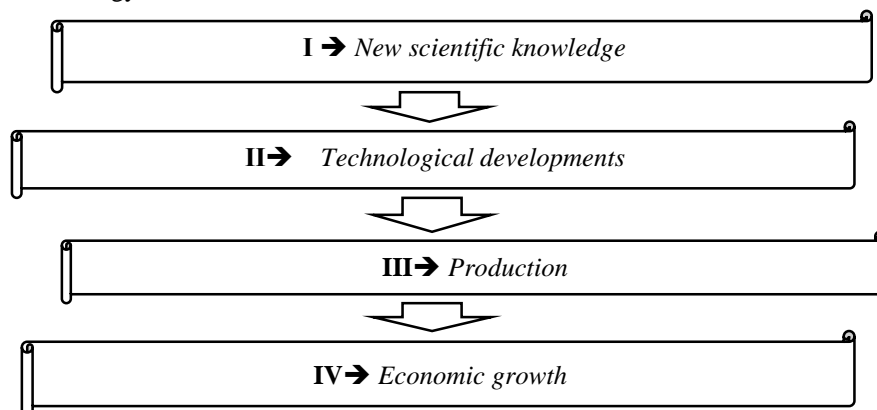 I ➔ New scientific knowledge
II➔ Technological developments
III➔ Production
IV➔ Economic growth